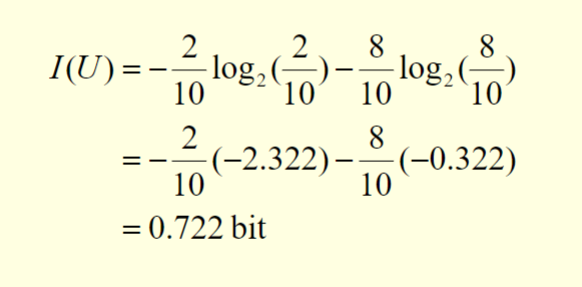 I(U) = −2/10 log₂(2/10) − 8/10 log₂(8/10)
= −2/10 (−2.322) − 8/10 (−0.322)
= 0.722 bit